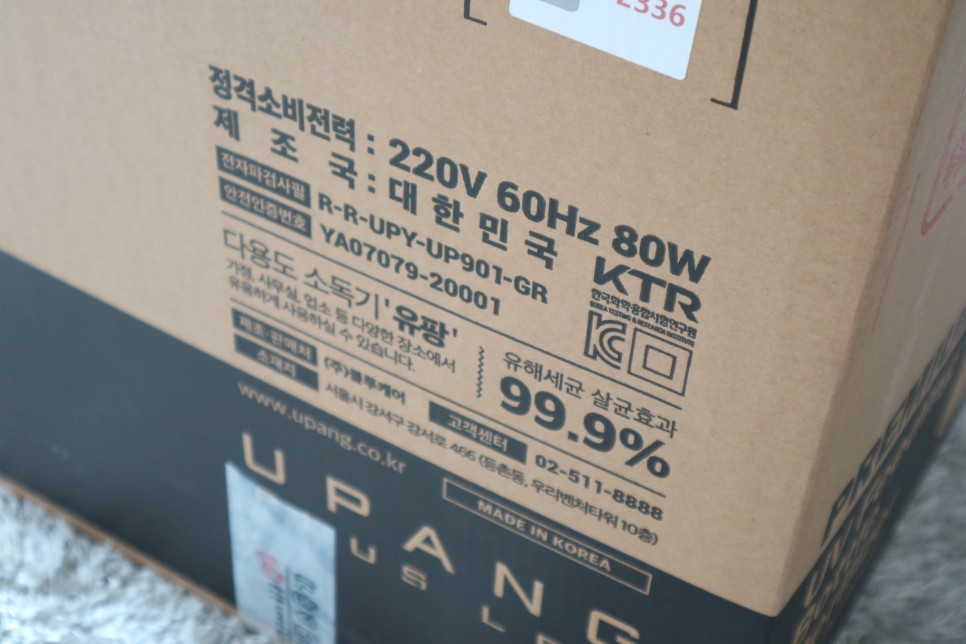 2336
정격소비전력 : 220V 60Hz 80W
제 조 국 : 대 한 민 국
전자파검사필 R-R-UPY-UP901-GR
안전인증번호 YA07079-20001
KTR
한국화학융합시험연구원
KOREA TESTING & RESEARCH INSTITUTE
다용도 소독기 '유팡'
가정, 사무실, 업소 등 다양한 장소에서
유용하게 사용하실 수 있습니다.
유해세균 살균효과
99.9%
제조·판매처 (주)블루케어 고객센터 02-511-8888
소재지 서울시 강서구 강서로 466 (등촌동, 우리벤처타워 10층)
www.upang.co.kr
MADE IN KOREA
UPANG
US LE